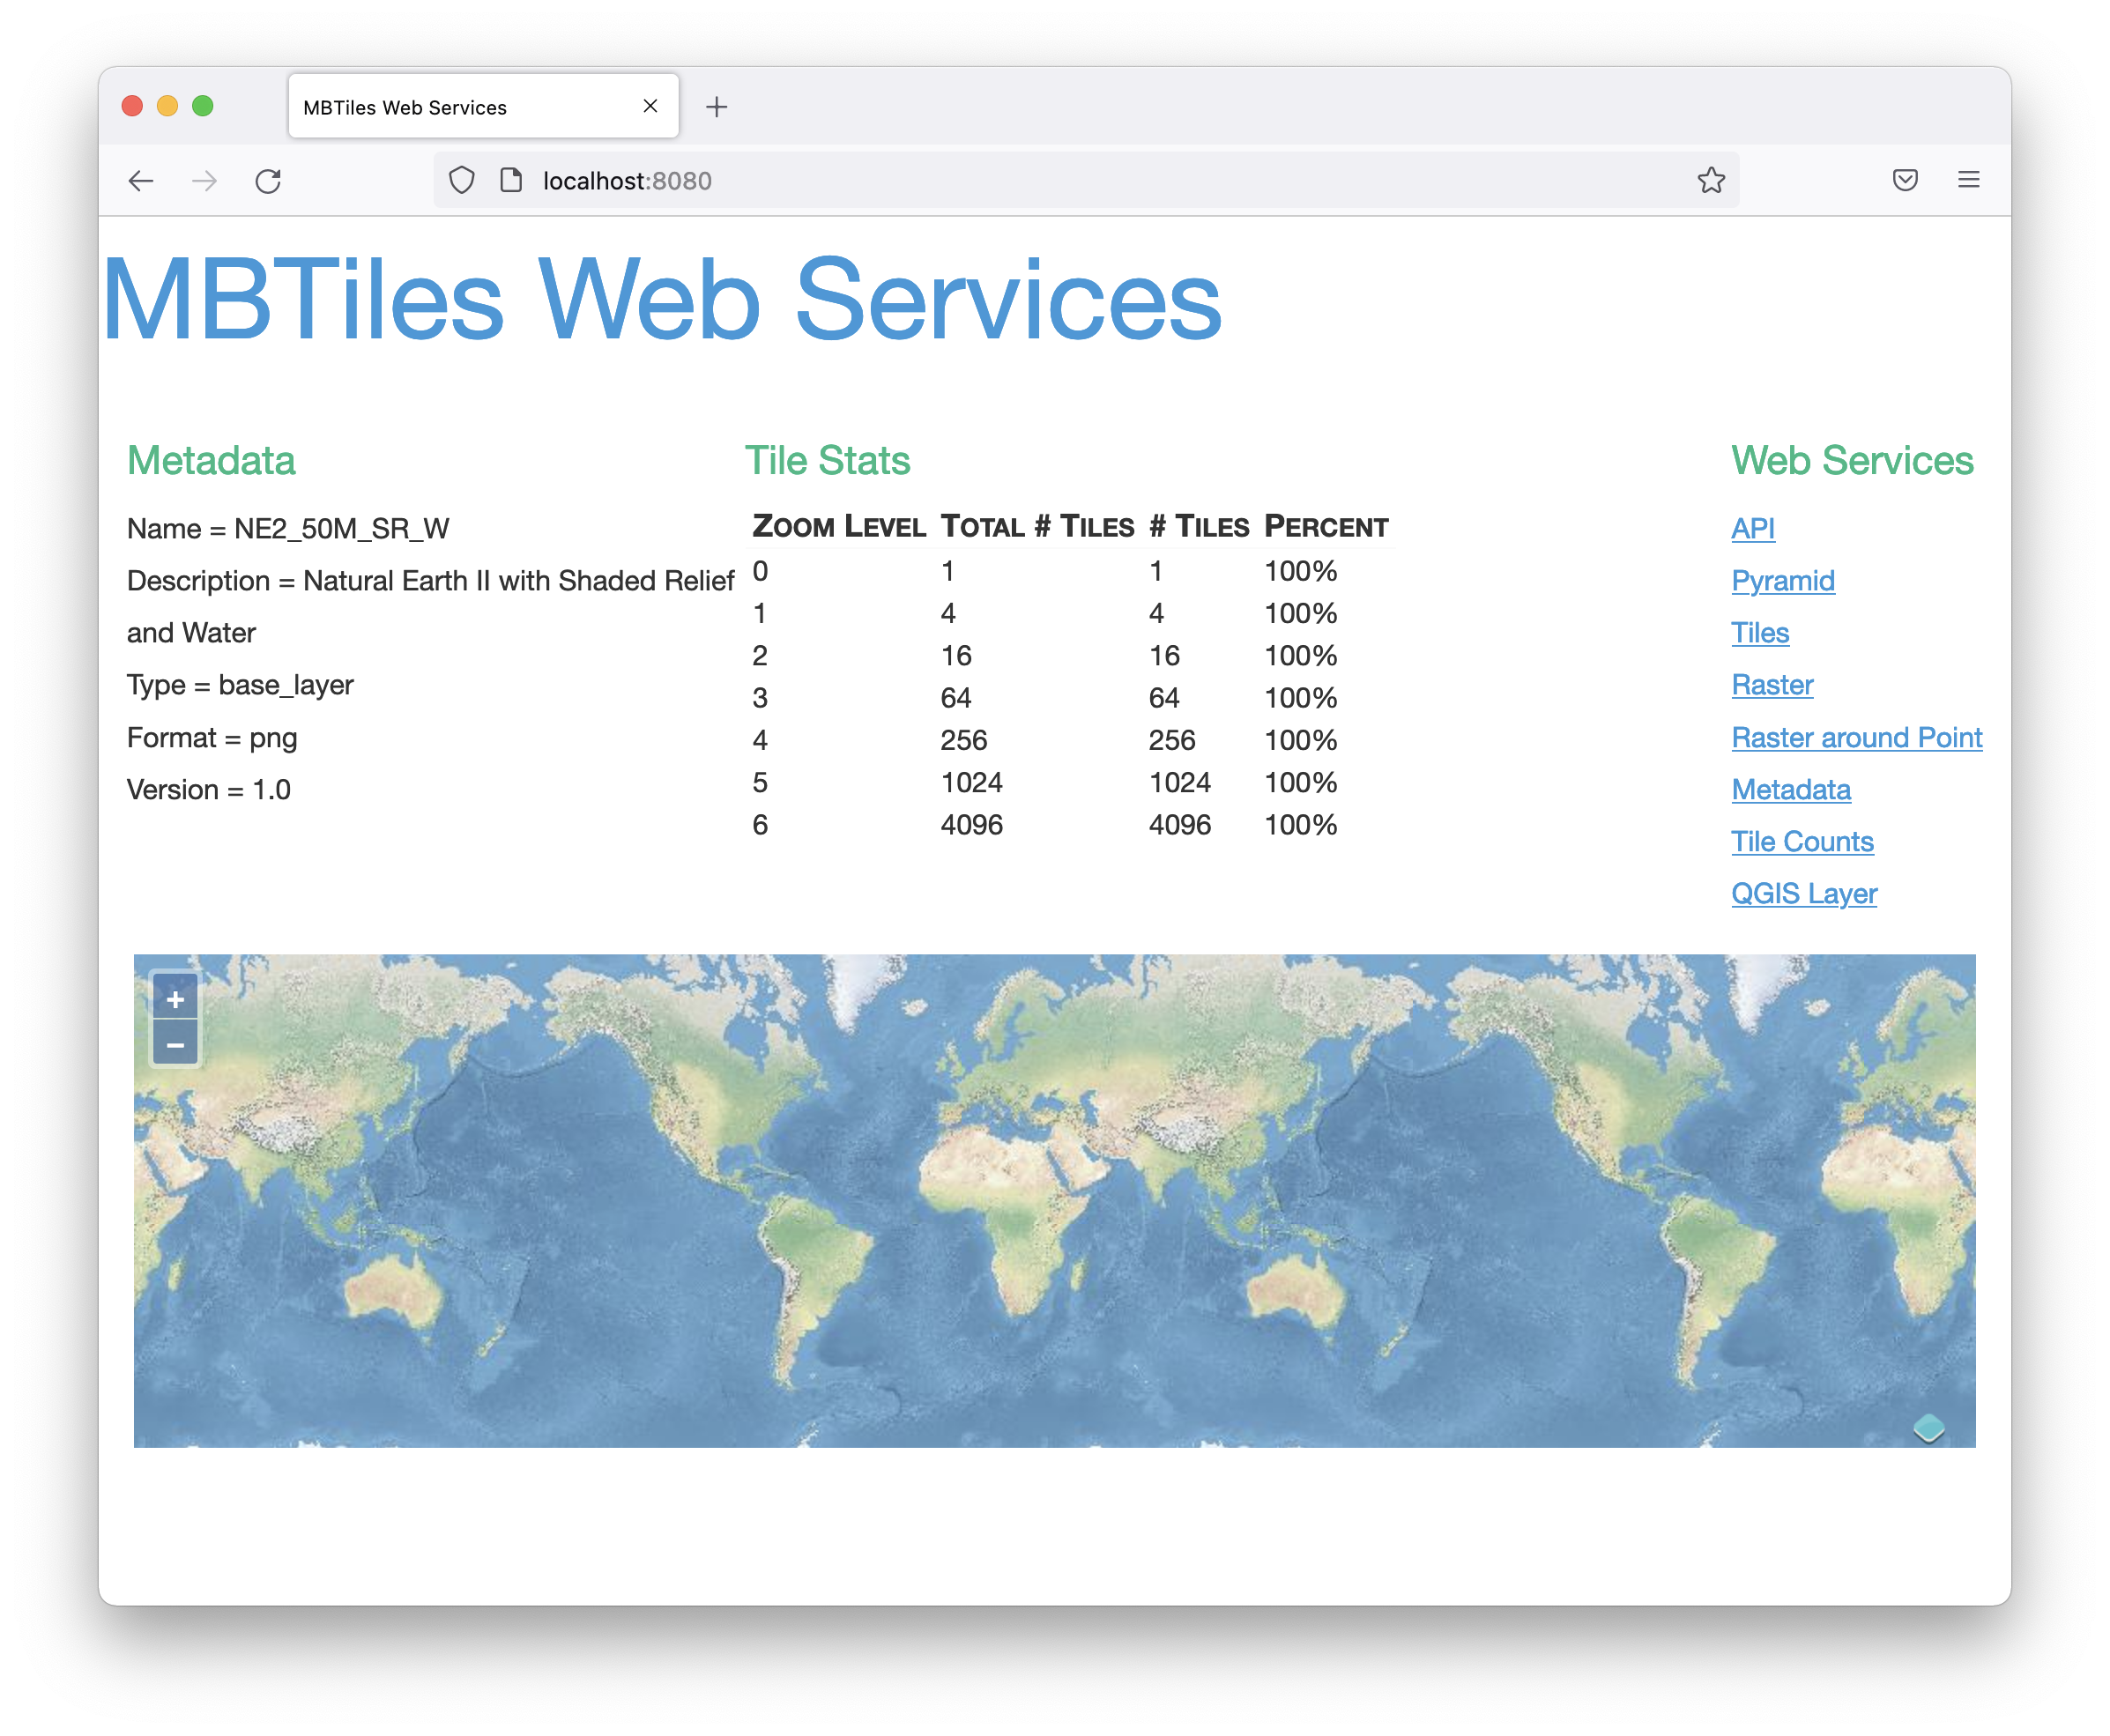 MBTiles Web Services
localhost:8080
MBTiles Web Services
Metadata
Name = NE2_50M_SR_W
Description = Natural Earth II with Shaded Relief
and Water
Type = base_layer
Format = png
Version = 1.0
Tile Stats
ZOOM LEVEL TOTAL # TILES # TILES PERCENT
0 1 1 100%
1 4 4 100%
2 16 16 100%
3 64 64 100%
4 256 256 100%
5 1024 1024 100%
6 4096 4096 100%
Web Services
API
Pyramid
Tiles
Raster
Raster around Point
Metadata
Tile Counts
QGIS Layer
+
−